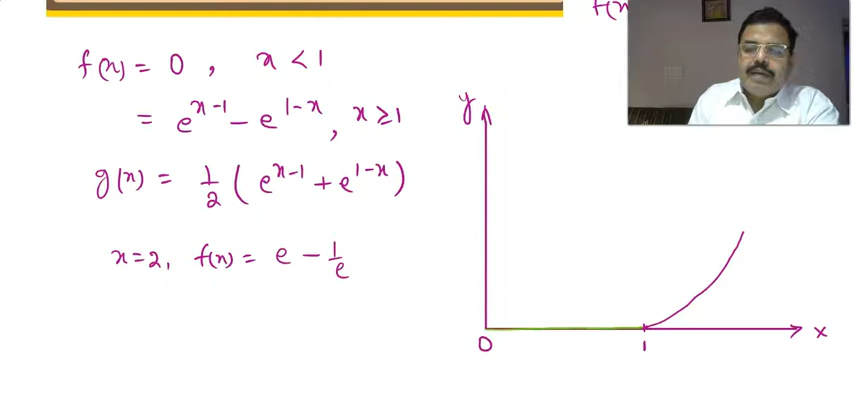 f(x) = 0 , x < 1
= e^{x-1} - e^{1-x} , x ≥ 1
g(x) = 1/2 ( e^{x-1} + e^{1-x} )
x = 2, f(x) = e - 1/e
y
0
1
x